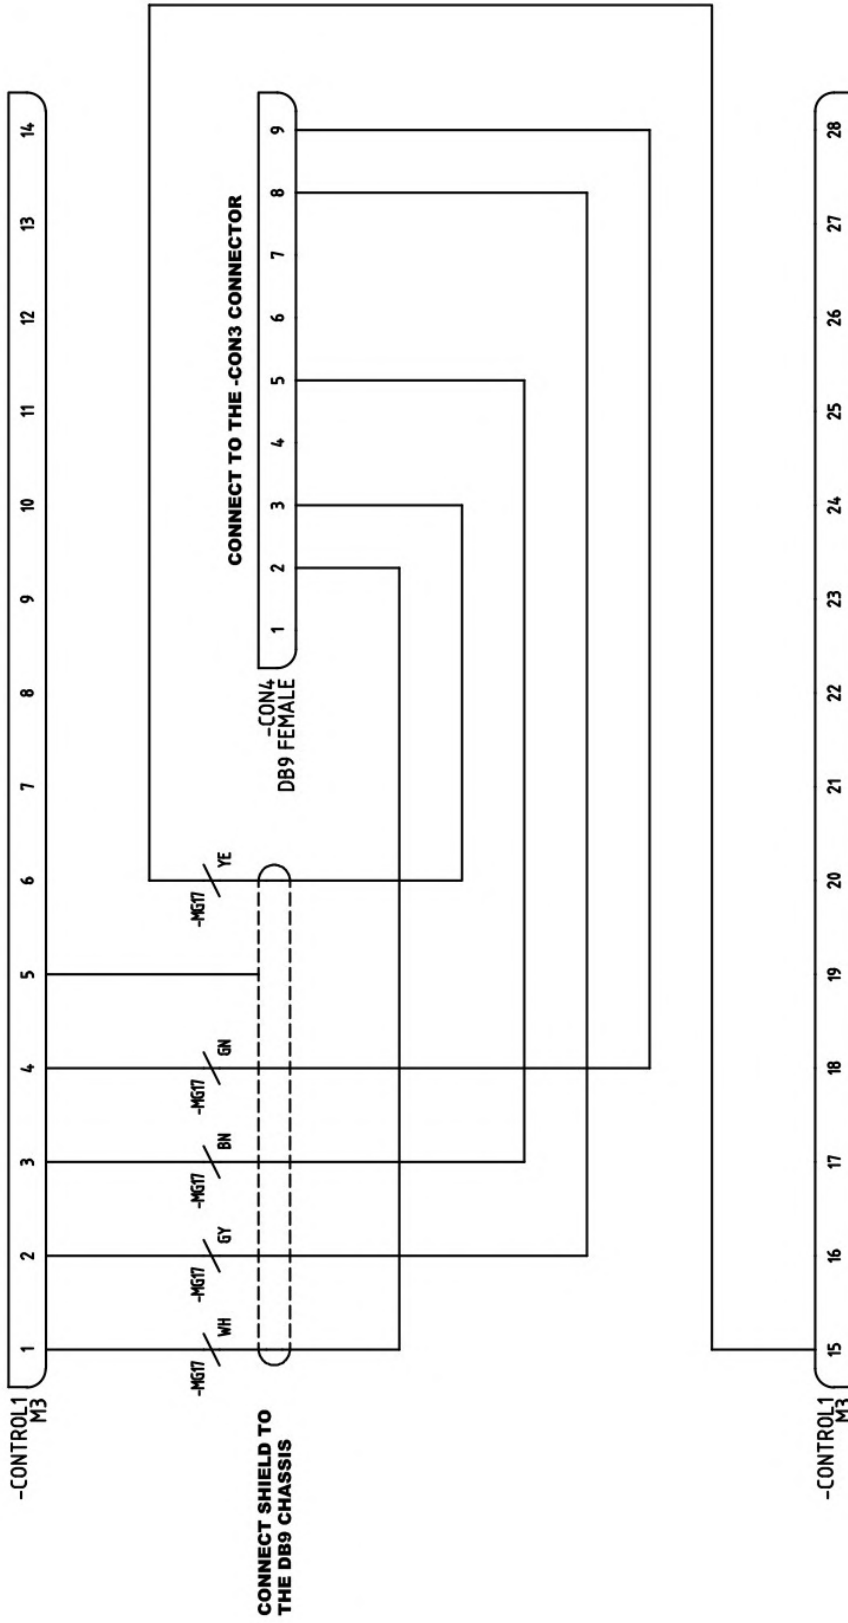 -CONTROL1
M3
1 2 3 4 5 6 7 8 9 10 11 12 13 14
-MG17 WH
-MG17 GY
-MG17 BN
-MG17 GN
-MG17 YE
CONNECT SHIELD TO
THE DB9 CHASSIS
CONNECT TO THE -CON3 CONNECTOR
-CON4
DB9 FEMALE
1 2 3 4 5 6 7 8 9
-CONTROL1
M3
15 16 17 18 19 20 21 22 23 24 25 26 27 28